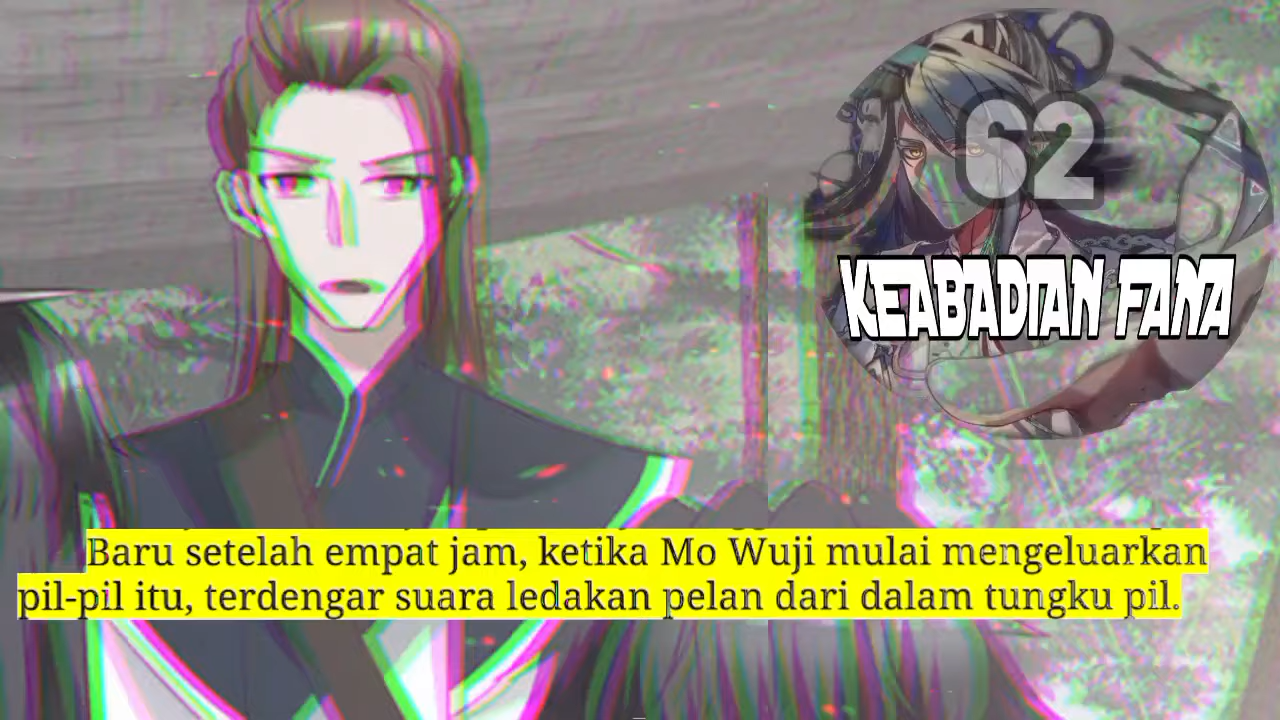 62
KEABADIAN FANA
Baru setelah empat jam, ketika Mo Wuji mulai mengeluarkan
pil-pil itu, terdengar suara ledakan pelan dari dalam tungku pil.